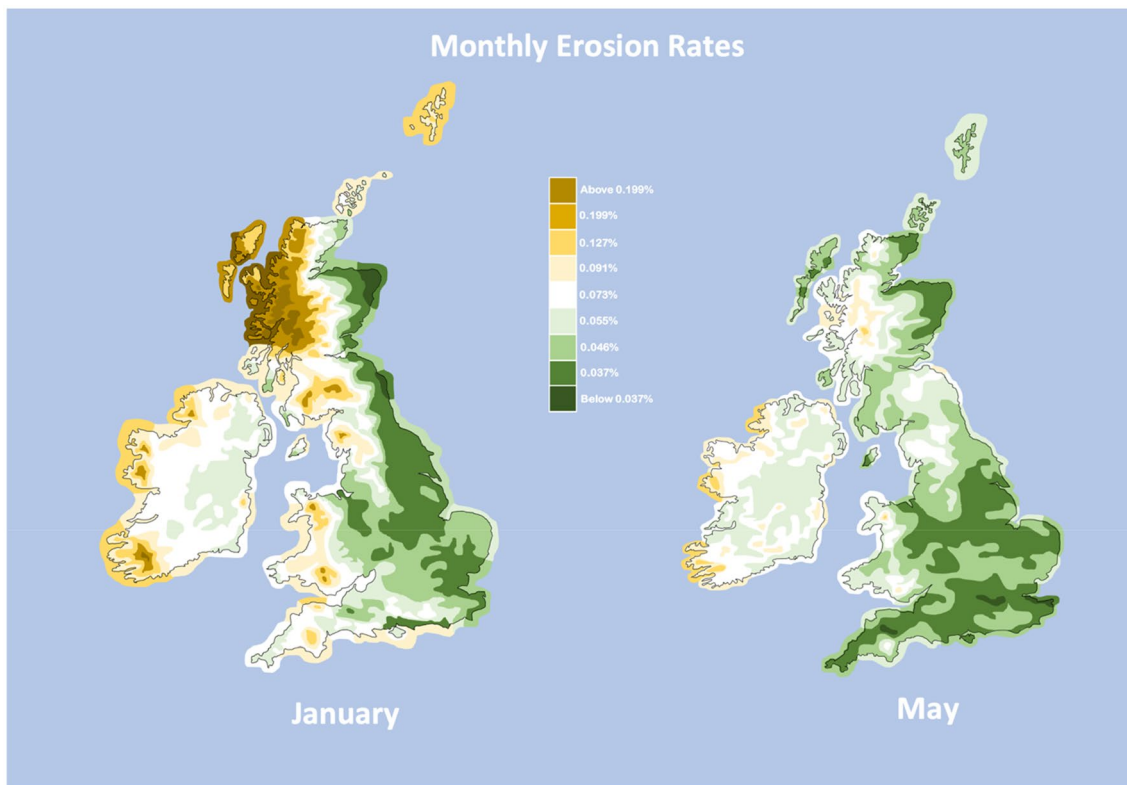 Monthly Erosion Rates
Above 0.199%
0.199%
0.127%
0.091%
0.073%
0.055%
0.046%
0.037%
Below 0.037%
January
May